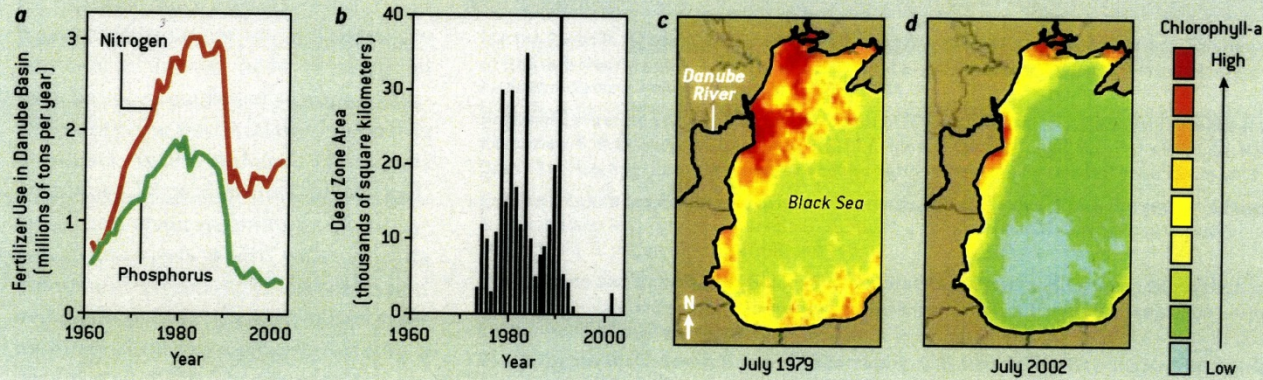 a
3
Fertilizer Use in Danube Basin
(millions of tons per year)
3
2
1
0
Nitrogen
Phosphorus
1960
1980
2000
Year
b
Dead Zone Area
(thousands of square kilometers)
40
30
20
10
0
1960
1980
2000
Year
c
Danube
River
Black Sea
N
July 1979
d
July 2002
Chlorophyll-a
High
Low